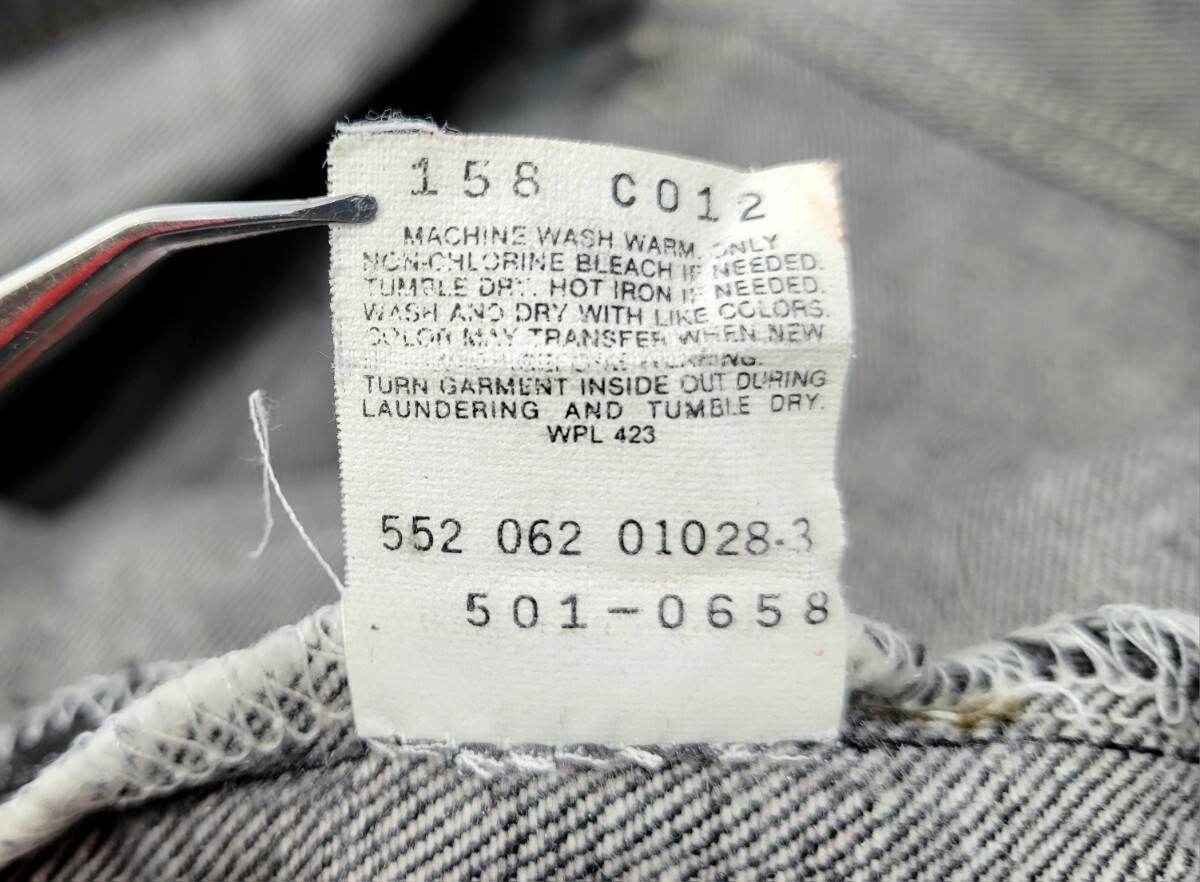 158 C012
MACHINE WASH WARM. ONLY
NON-CHLORINE BLEACH IF NEEDED.
TUMBLE DRY. HOT IRON IF NEEDED.
WASH AND DRY WITH LIKE COLORS.
COLOR MAY TRANSFER WHEN NEW
TURN GARMENT INSIDE OUT DURING
LAUNDERING AND TUMBLE DRY.
WPL 423
552 062 01028-3
501-0658